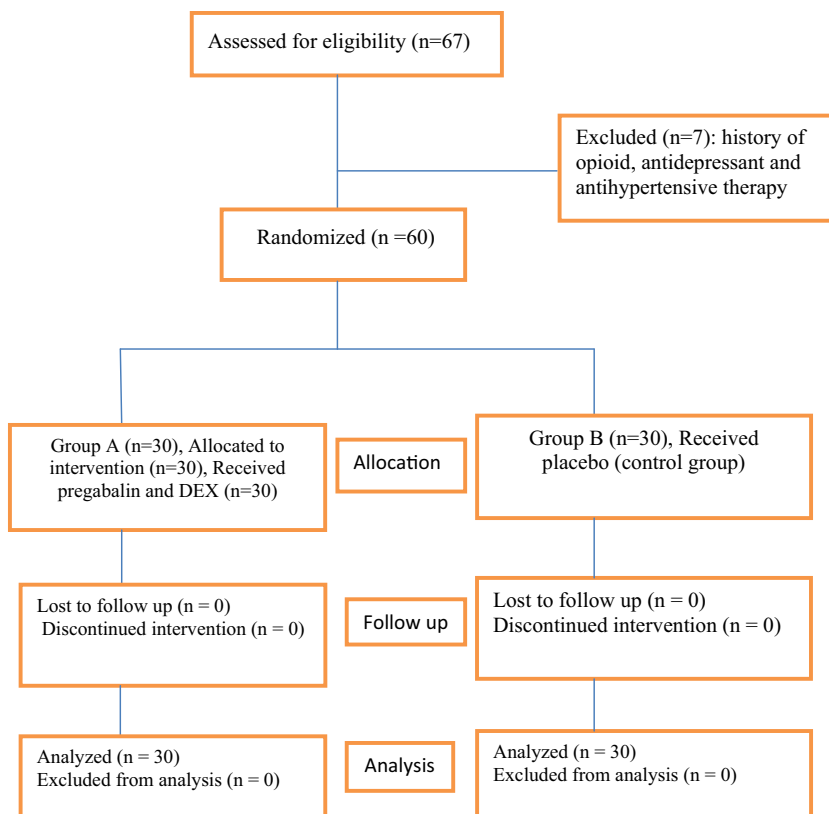 Assessed for eligibility (n=67)
Excluded (n=7): history of
opioid, antidepressant and
antihypertensive therapy
Randomized (n =60)
Group A (n=30), Allocated to
intervention (n=30), Received
pregabalin and DEX (n=30)
Allocation
Group B (n=30), Received
placebo (control group)
Lost to follow up (n = 0)
Discontinued intervention (n = 0)
Follow up
Lost to follow up (n = 0)
Discontinued intervention (n = 0)
Analyzed (n = 30)
Excluded from analysis (n = 0)
Analysis
Analyzed (n = 30)
Excluded from analysis (n = 0)